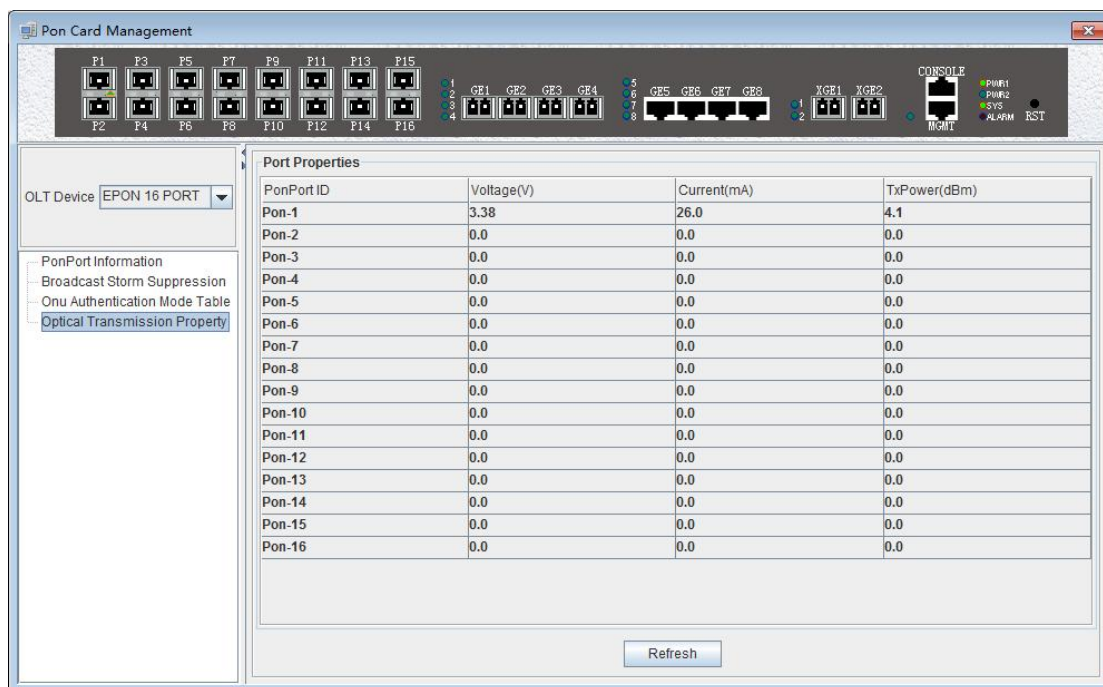 Pon Card Management
P1 P3 P5 P7 P9 P11 P13 P15
P2 P4 P6 P8 P10 P12 P14 P16
1
2
3
4
GE1 GE2 GE3 GE4
5
6
7
8
GE5 GE6 GE7 GE8
1
2
XGE1 XGE2
CONSOLE
MGMT
PWR1
PWR2
SYS
ALARM
RST
OLT Device EPON 16 PORT
PonPort Information
Broadcast Storm Suppression
Onu Authentication Mode Table
Optical Transmission Property
Port Properties
PonPort ID Voltage(V) Current(mA) TxPower(dBm)
Pon-1 3.38 26.0 4.1
Pon-2 0.0 0.0 0.0
Pon-3 0.0 0.0 0.0
Pon-4 0.0 0.0 0.0
Pon-5 0.0 0.0 0.0
Pon-6 0.0 0.0 0.0
Pon-7 0.0 0.0 0.0
Pon-8 0.0 0.0 0.0
Pon-9 0.0 0.0 0.0
Pon-10 0.0 0.0 0.0
Pon-11 0.0 0.0 0.0
Pon-12 0.0 0.0 0.0
Pon-13 0.0 0.0 0.0
Pon-14 0.0 0.0 0.0
Pon-15 0.0 0.0 0.0
Pon-16 0.0 0.0 0.0
Refresh